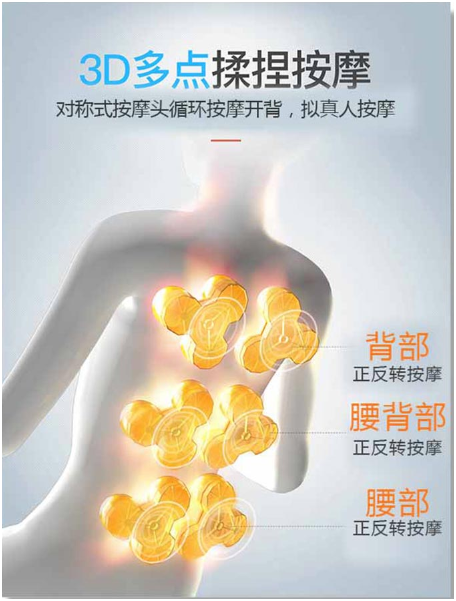 3D多点揉捏按摩
对称式按摩头循环按摩开背，拟真人按摩
背部
正反转按摩
腰背部
正反转按摩
腰部
正反转按摩